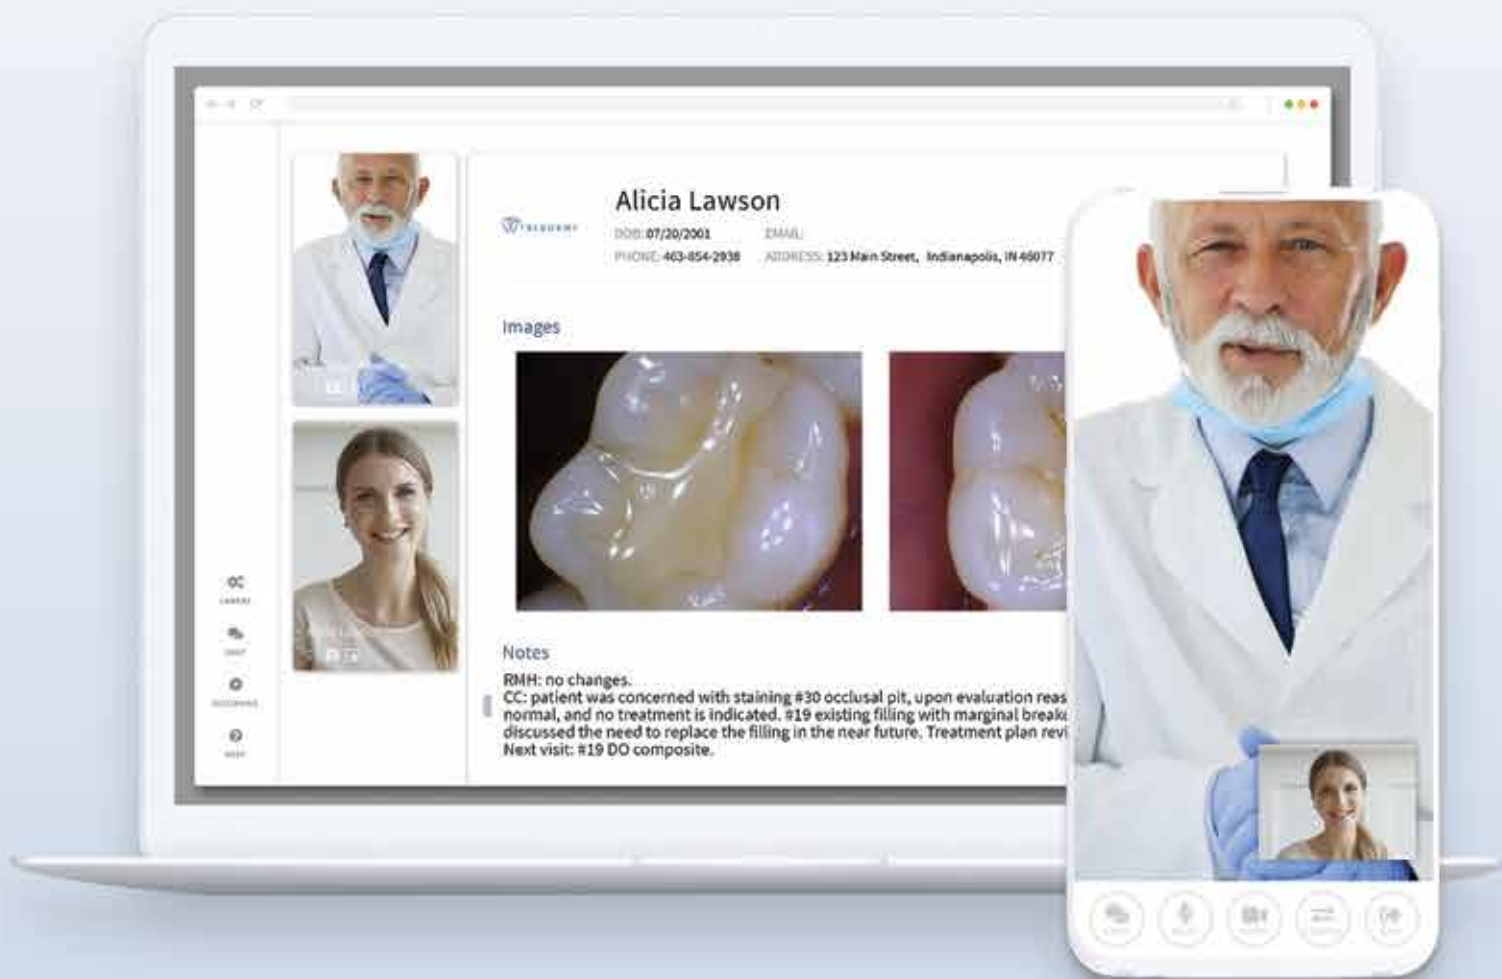 Alicia Lawson
TELEDENT
DOB: 07/20/2001 EMAIL:
PHONE: 463-854-2938 ADDRESS: 123 Main Street, Indianapolis, IN 46077
Images
Notes
RMH: no changes.
CC: patient was concerned with staining #30 occlusal pit, upon evaluation reas
normal, and no treatment is indicated. #19 existing filling with marginal breakd
discussed the need to replace the filling in the near future. Treatment plan revi
Next visit: #19 DO composite.